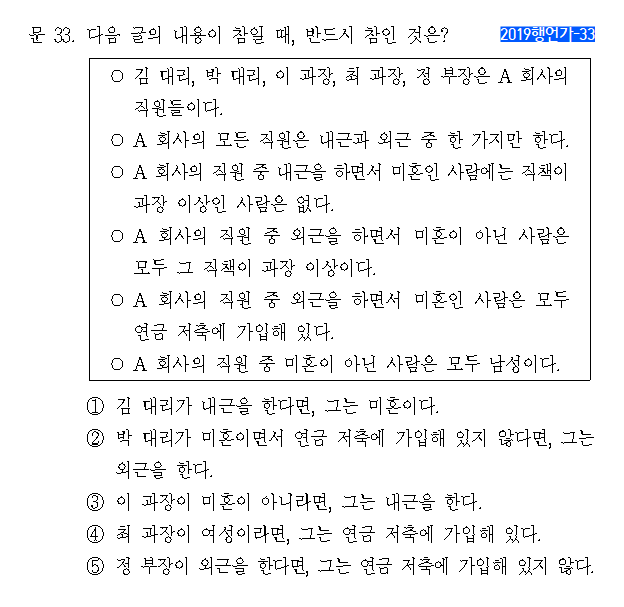 문 33. 다음 글의 내용이 참일 때, 반드시 참인 것은? 2019행언가-33
○ 김 대리, 박 대리, 이 과장, 최 과장, 정 부장은 A 회사의
직원들이다.
○ A 회사의 모든 직원은 내근과 외근 중 한 가지만 한다.
○ A 회사의 직원 중 내근을 하면서 미혼인 사람에는 직책이
과장 이상인 사람은 없다.
○ A 회사의 직원 중 외근을 하면서 미혼이 아닌 사람은
모두 그 직책이 과장 이상이다.
○ A 회사의 직원 중 외근을 하면서 미혼인 사람은 모두
연금 저축에 가입해 있다.
○ A 회사의 직원 중 미혼이 아닌 사람은 모두 남성이다.
① 김 대리가 내근을 한다면, 그는 미혼이다.
② 박 대리가 미혼이면서 연금 저축에 가입해 있지 않다면, 그는
외근을 한다.
③ 이 과장이 미혼이 아니라면, 그는 내근을 한다.
④ 최 과장이 여성이라면, 그는 연금 저축에 가입해 있다.
⑤ 정 부장이 외근을 한다면, 그는 연금 저축에 가입해 있지 않다.